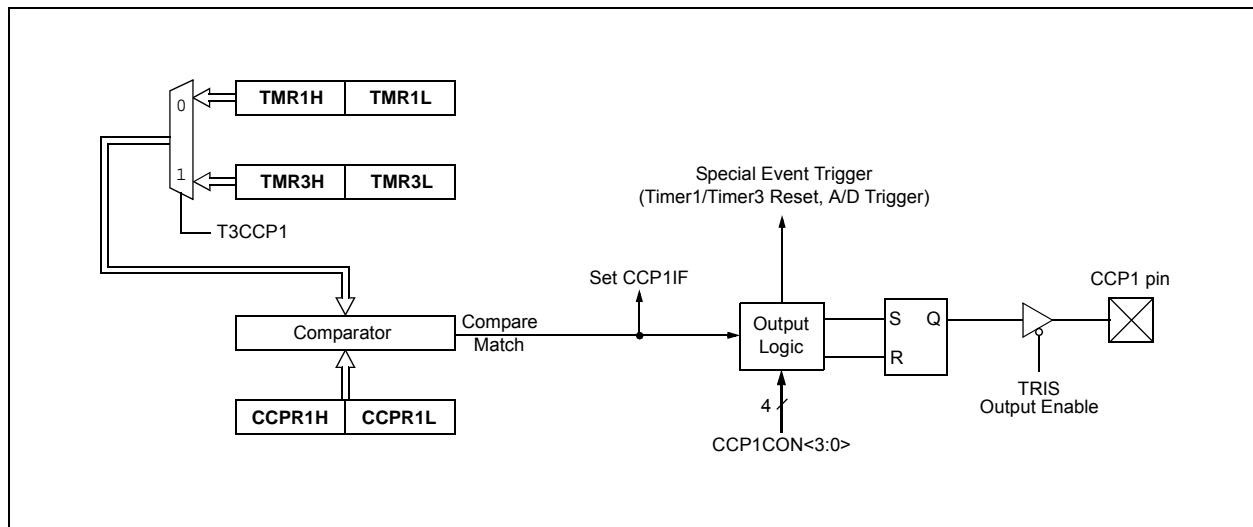 0
TMR1H TMR1L
1
TMR3H TMR3L
T3CCP1
Special Event Trigger
(Timer1/Timer3 Reset, A/D Trigger)
Set CCP1IF
CCP1 pin
Comparator
Compare
Match
Output
Logic
S Q
R
TRIS
Output Enable
CCPR1H CCPR1L
4
CCP1CON<3:0>